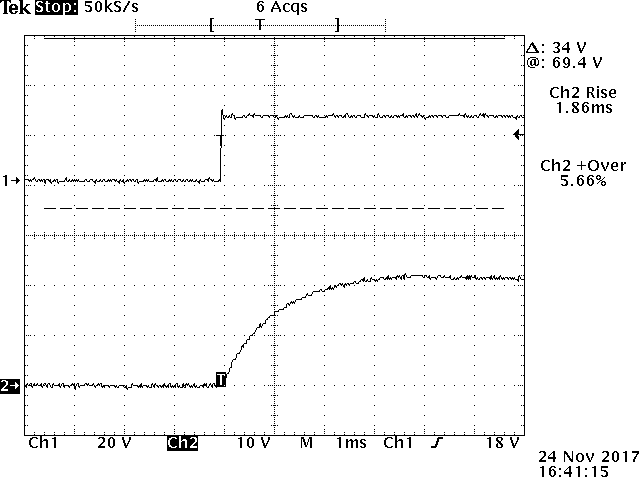 Tek Stop: 50kS/s 6 Acqs
[ T ]
Δ: 34 V
@: 69.4 V
Ch2 Rise
1.86ms
Ch2 +Over
5.66%
T
1→
T
2→
Ch1 20 V Ch2 10 V M 1ms Ch1 18 V
24 Nov 2017
16:41:15